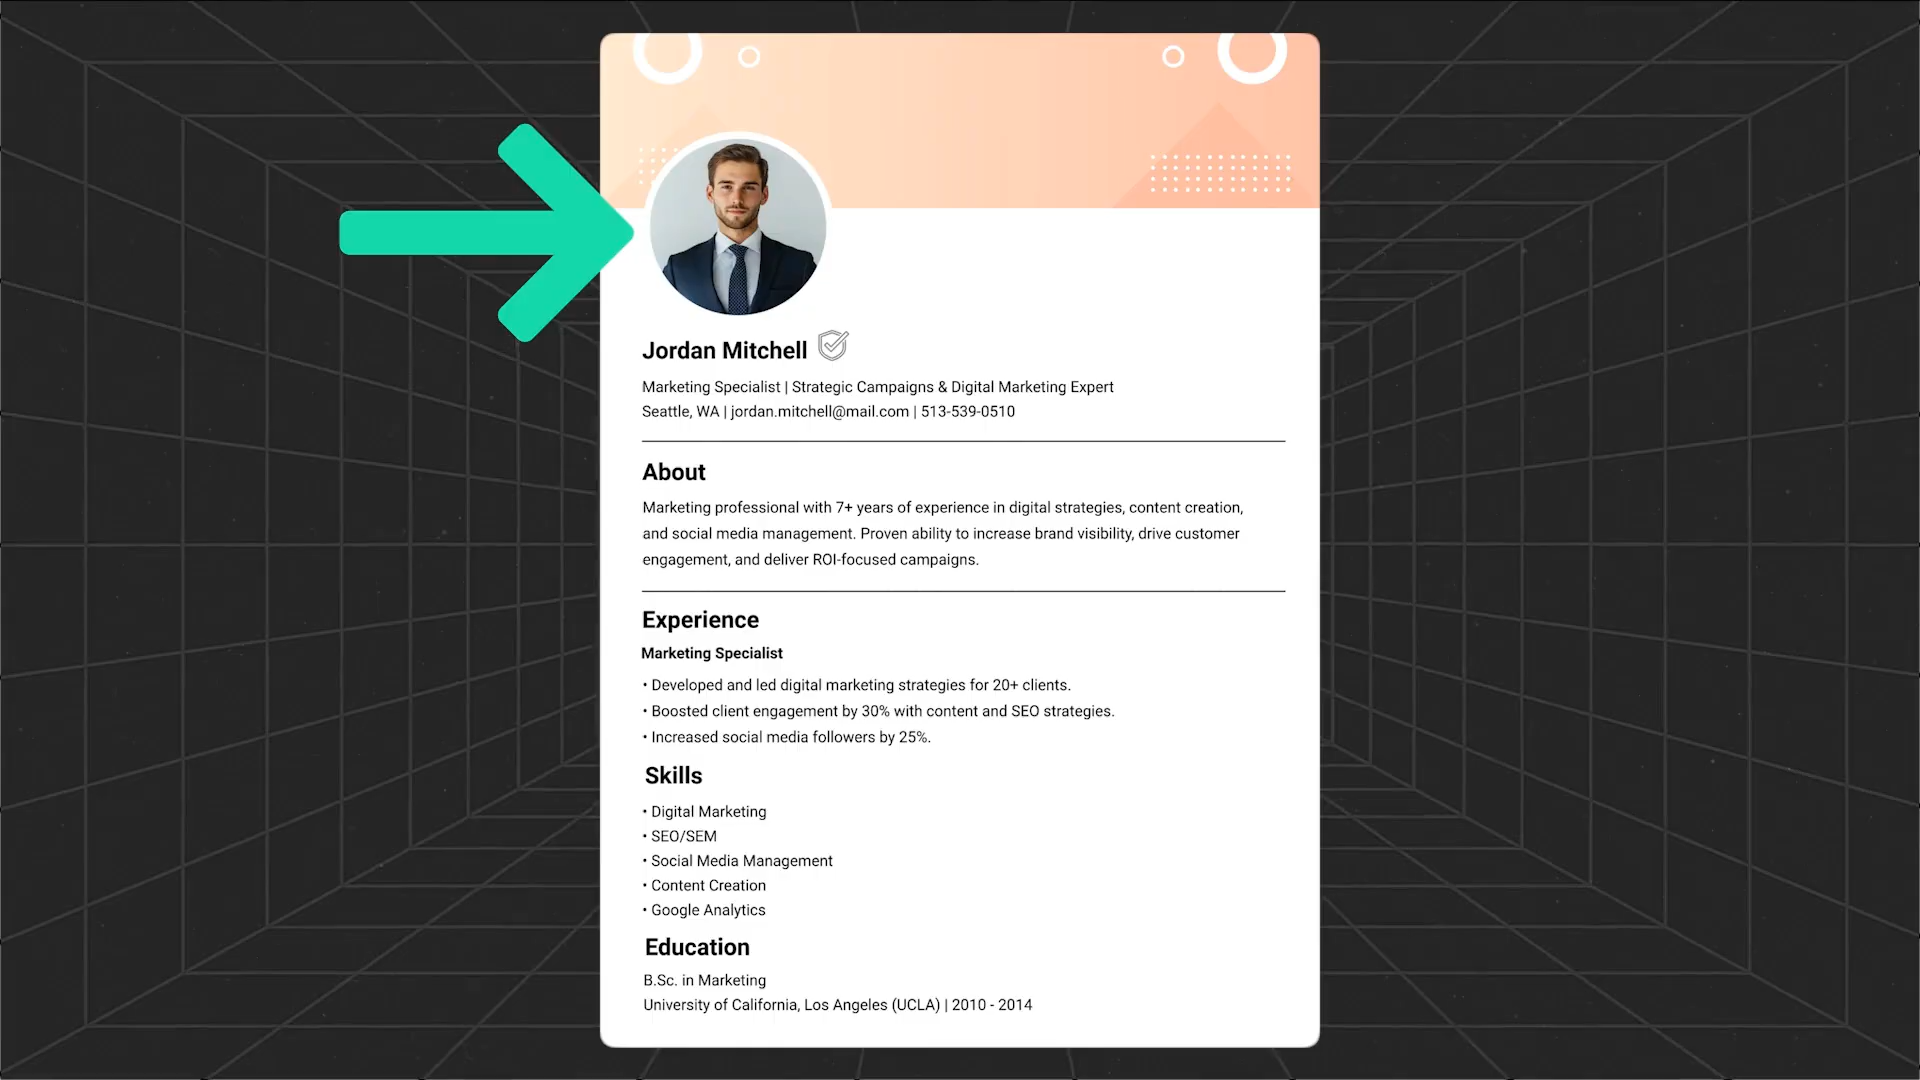 Jordan Mitchell
Marketing Specialist | Strategic Campaigns & Digital Marketing Expert
Seattle, WA | jordan.mitchell@mail.com | 513-539-0510
About
Marketing professional with 7+ years of experience in digital strategies, content creation,
and social media management. Proven ability to increase brand visibility, drive customer
engagement, and deliver ROI-focused campaigns.
Experience
Marketing Specialist
• Developed and led digital marketing strategies for 20+ clients.
• Boosted client engagement by 30% with content and SEO strategies.
• Increased social media followers by 25%.
Skills
• Digital Marketing
• SEO/SEM
• Social Media Management
• Content Creation
• Google Analytics
Education
B.Sc. in Marketing
University of California, Los Angeles (UCLA) | 2010 - 2014